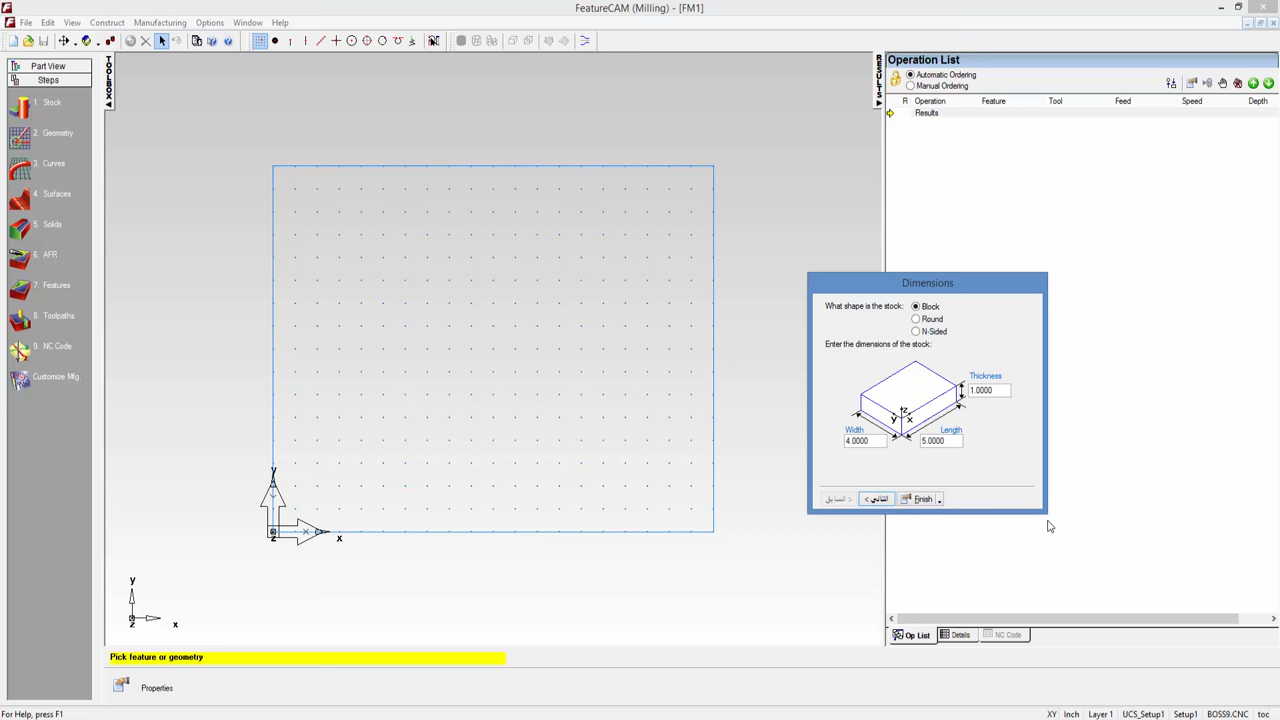 FeatureCAM (Milling) - [FM1]
File Edit View Construct Manufacturing Options Window Help
Part View
Steps
1. Stock
2. Geometry
3. Curves
4. Surfaces
5 Solids
6. AFR
7. Features
8. Toolpaths
9. NC Code
Customize Mfg.
TOOLBOX
RESULTS
y
z
x
y
z
x
Operation List
Automatic Ordering
Manual Ordering
R Operation Feature Tool Feed Speed Depth
Results
Dimensions
What shape is the stock: Block
Round
N-Sided
Enter the dimensions of the stock:
Thickness
1.0000
z
y x
Width Length
4.0000 5.0000
< السابق التالي > Finish
Op List Details NC Code
Pick feature or geometry
Properties
For Help, press F1 XY Inch Layer 1 UCS_Setup1 Setup1 BOSS9.CNC toc